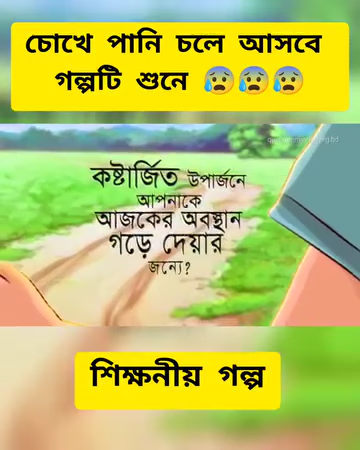 চোখে পানি চলে আসবে
গল্পটি শুনে 😰😰😰
কষ্টার্জিত উপার্জনে
আপনাকে
আজকের অবস্থান
গড়ে দেয়ার
জন্যে?
শিক্ষনীয় গল্প